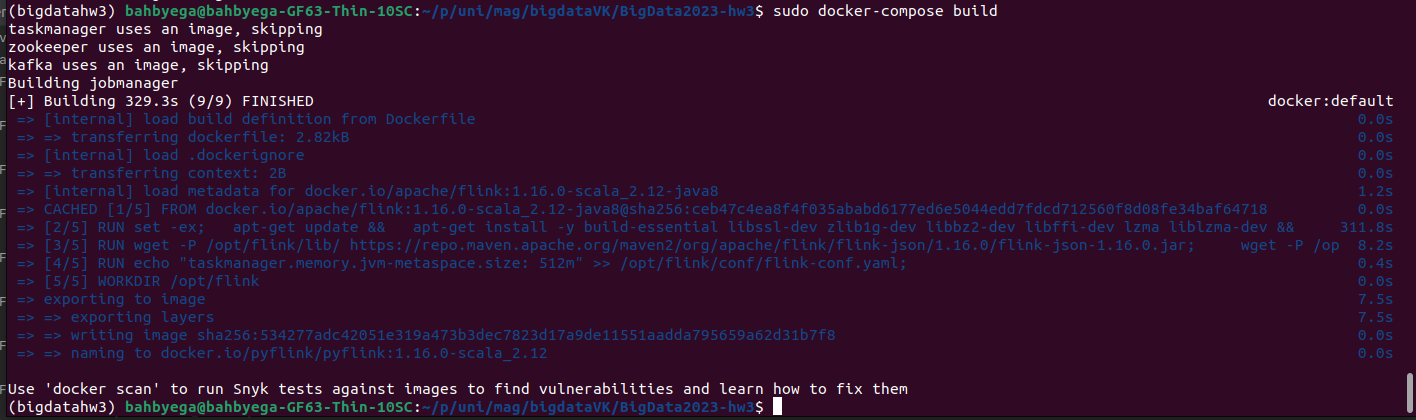 (bigdatahw3) bahbyega@bahbyega-GF63-Thin-10SC:~/p/uni/mag/bigdataVK/BigData2023-hw3$ sudo docker-compose build
taskmanager uses an image, skipping
zookeeper uses an image, skipping
kafka uses an image, skipping
Building jobmanager
[+] Building 329.3s (9/9) FINISHED docker:default
=> [internal] load build definition from Dockerfile 0.0s
=> => transferring dockerfile: 2.82kB 0.0s
=> [internal] load .dockerignore 0.0s
=> => transferring context: 2B 0.0s
=> [internal] load metadata for docker.io/apache/flink:1.16.0-scala_2.12-java8 1.2s
=> CACHED [1/5] FROM docker.io/apache/flink:1.16.0-scala_2.12-java8@sha256:ceb47c4ea8f4f035ababd6177ed6e5044edd7fdcd712560f8d08fe34baf64718 0.0s
=> [2/5] RUN set -ex; apt-get update && apt-get install -y build-essential libssl-dev zlib1g-dev libbz2-dev libffi-dev lzma liblzma-dev && 311.8s
=> [3/5] RUN wget -P /opt/flink/lib/ https://repo.maven.apache.org/maven2/org/apache/flink/flink-json/1.16.0/flink-json-1.16.0.jar; wget -P /op 8.2s
=> [4/5] RUN echo "taskmanager.memory.jvm-metaspace.size: 512m" >> /opt/flink/conf/flink-conf.yaml; 0.4s
=> [5/5] WORKDIR /opt/flink 0.0s
=> exporting to image 7.5s
=> => exporting layers 7.5s
=> => writing image sha256:534277adc42051e319a473b3dec7823d17a9de11551aadda795659a62d31b7f8 0.0s
=> => naming to docker.io/pyflink/pyflink:1.16.0-scala_2.12 0.0s
Use 'docker scan' to run Snyk tests against images to find vulnerabilities and learn how to fix them
(bigdatahw3) bahbyega@bahbyega-GF63-Thin-10SC:~/p/uni/mag/bigdataVK/BigData2023-hw3$